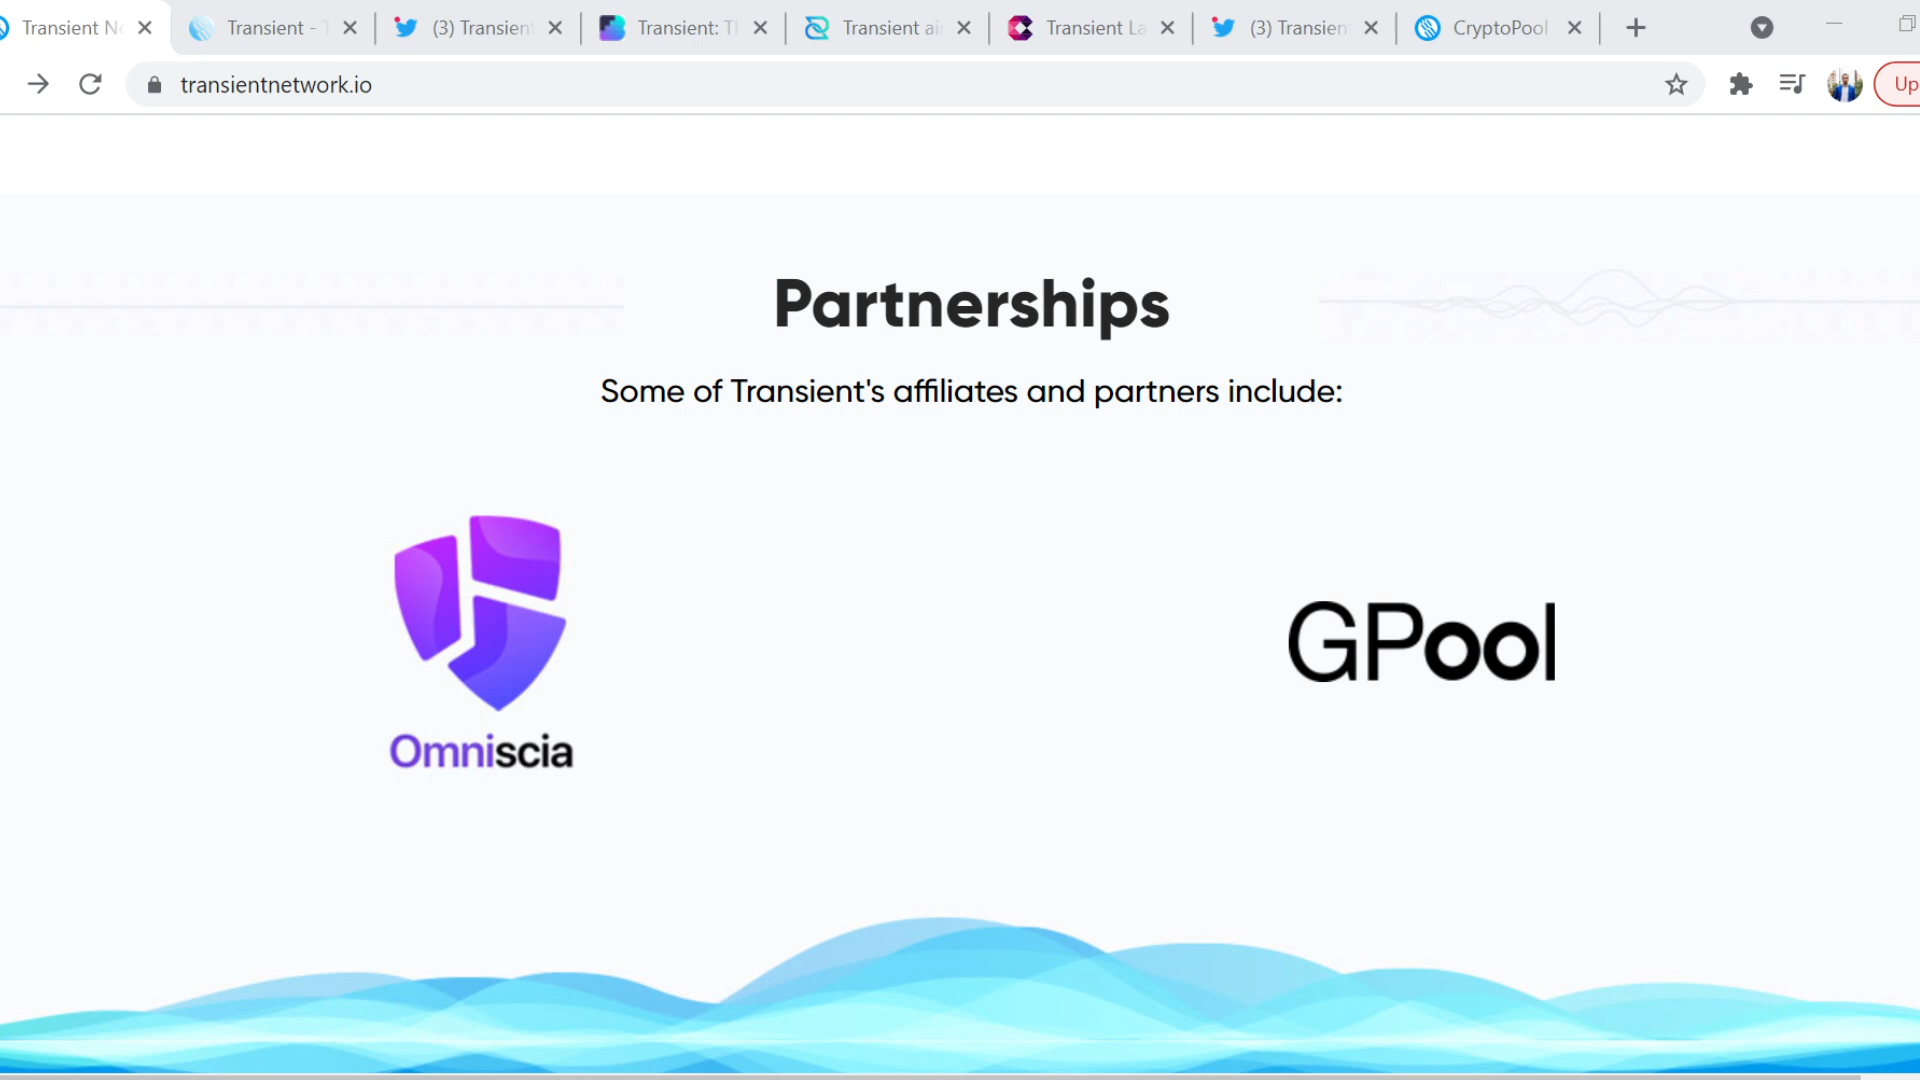 Transient N
Transient -
(3) Transien
Transient: T
Transient ai
Transient La
(3) Transien
CryptoPool
transientnetwork.io
Up
Partnerships
Some of Transient's affiliates and partners include:
GPool
Omniscia